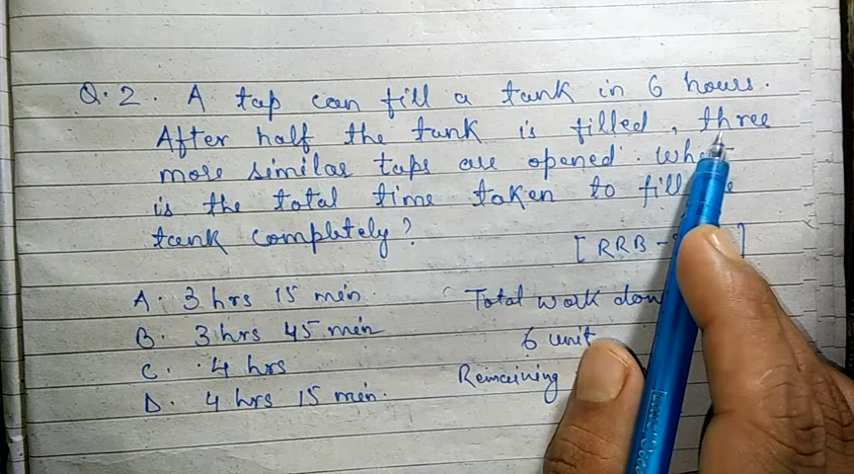 Q.2. A tap can fill a tank in 6 hours.
After half the tank is filled, three
more similar taps are opened.
is the total time taken to fill
tank completely?
[RRB- ]
A. 3 hrs 15 min.
B. 3 hrs 45 min
C. 4 hrs
D. 4 hrs 15 min.
Total work
6 unit
Remaining